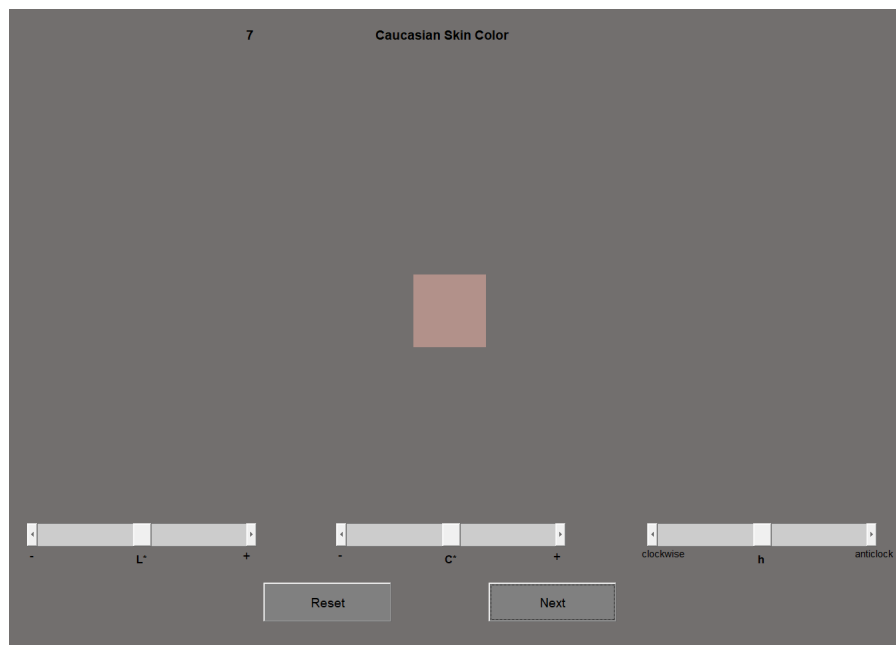 7 Caucasian Skin Color
- L* + - C* + clockwise h anticlock
Reset Next